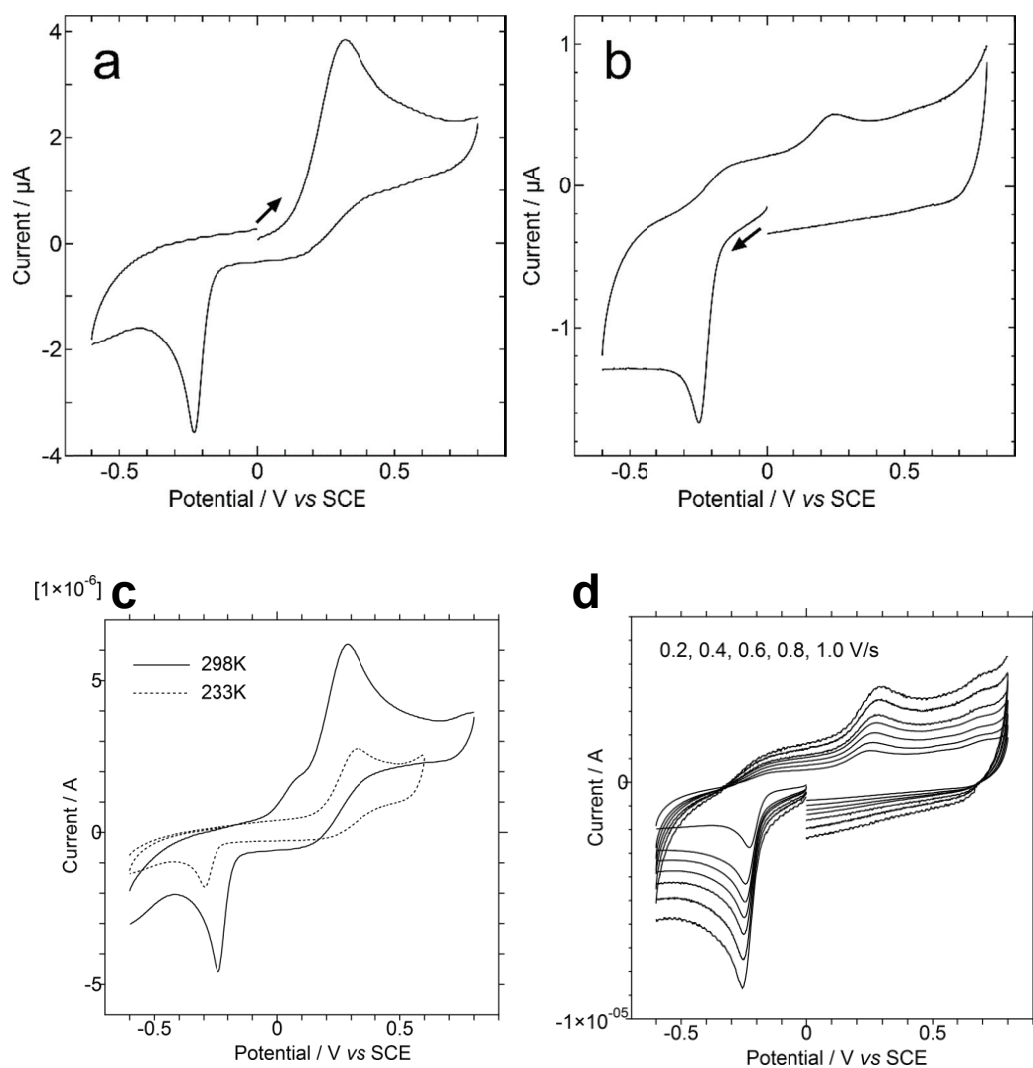 a
4
2
0
-2
-4
Current / μA
-0.5 0 0.5
Potential / V vs SCE
b
1
0
-1
Current / μA
-0.5 0 0.5
Potential / V vs SCE
[1×10⁻⁶] c
298K
233K
5
0
-5
Current / A
-0.5 0 0.5
Potential / V vs SCE
d
0.2, 0.4, 0.6, 0.8, 1.0 V/s
0
-1×10⁻⁰⁵
Current / A
-0.5 0 0.5
Potential / V vs SCE